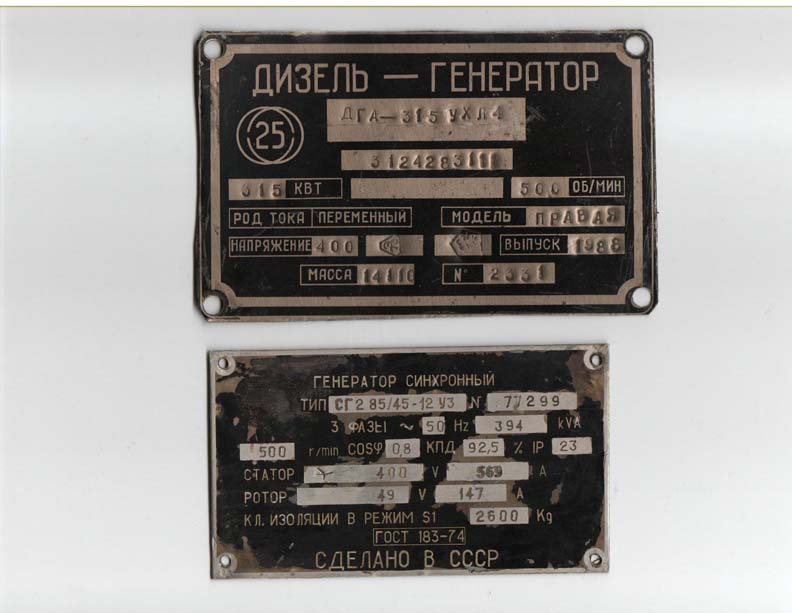 ДИЗЕЛЬ — ГЕНЕРАТОР
25
ДГА-315 УХЛ4
3124283111
315 КВТ 500 ОБ/МИН
РОД ТОКА ПЕРЕМЕННЫЙ МОДЕЛЬ ПРАВАЯ
НАПРЯЖЕНИЕ 400 ВЫПУСК 1988
МАССА 14110 № 2331
ГЕНЕРАТОР СИНХРОННЫЙ
ТИП СГ2 85/45-12 У3 № 77299
3 ФАЗЫ ~ 50 Hz 394 kVA
500 r/min COSφ 0,8 КПД 92,5 % IP 23
СТАТОР 400 V 569 A
РОТОР 49 V 147 A
КЛ. ИЗОЛЯЦИИ В РЕЖИМ S1 2600 Kg
ГОСТ 183-74
СДЕЛАНО В СССР